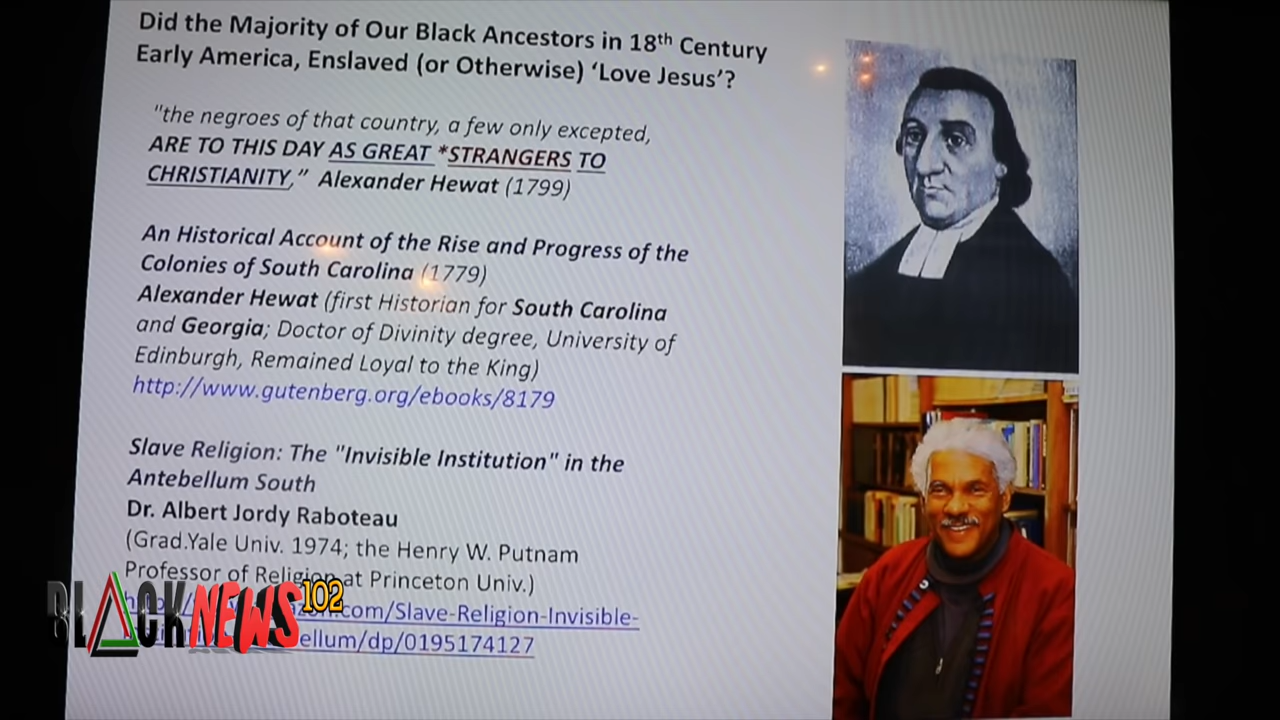 Did the Majority of Our Black Ancestors in 18th Century
Early America, Enslaved (or Otherwise) ‘Love Jesus’?
"the negroes of that country, a few only excepted,
ARE TO THIS DAY AS GREAT *STRANGERS TO
CHRISTIANITY,” Alexander Hewat (1799)
An Historical Account of the Rise and Progress of the
Colonies of South Carolina (1779)
Alexander Hewat (first Historian for South Carolina
and Georgia; Doctor of Divinity degree, University of
Edinburgh, Remained Loyal to the King)
http://www.gutenberg.org/ebooks/8179
Slave Religion: The "Invisible Institution" in the
Antebellum South
Dr. Albert Jordy Raboteau
(Grad.Yale Univ. 1974; the Henry W. Putnam
Professor of Religion at Princeton Univ.)
.com/Slave-Religion-Invisible-
ellum/dp/0195174127
BLACK NEWS 102